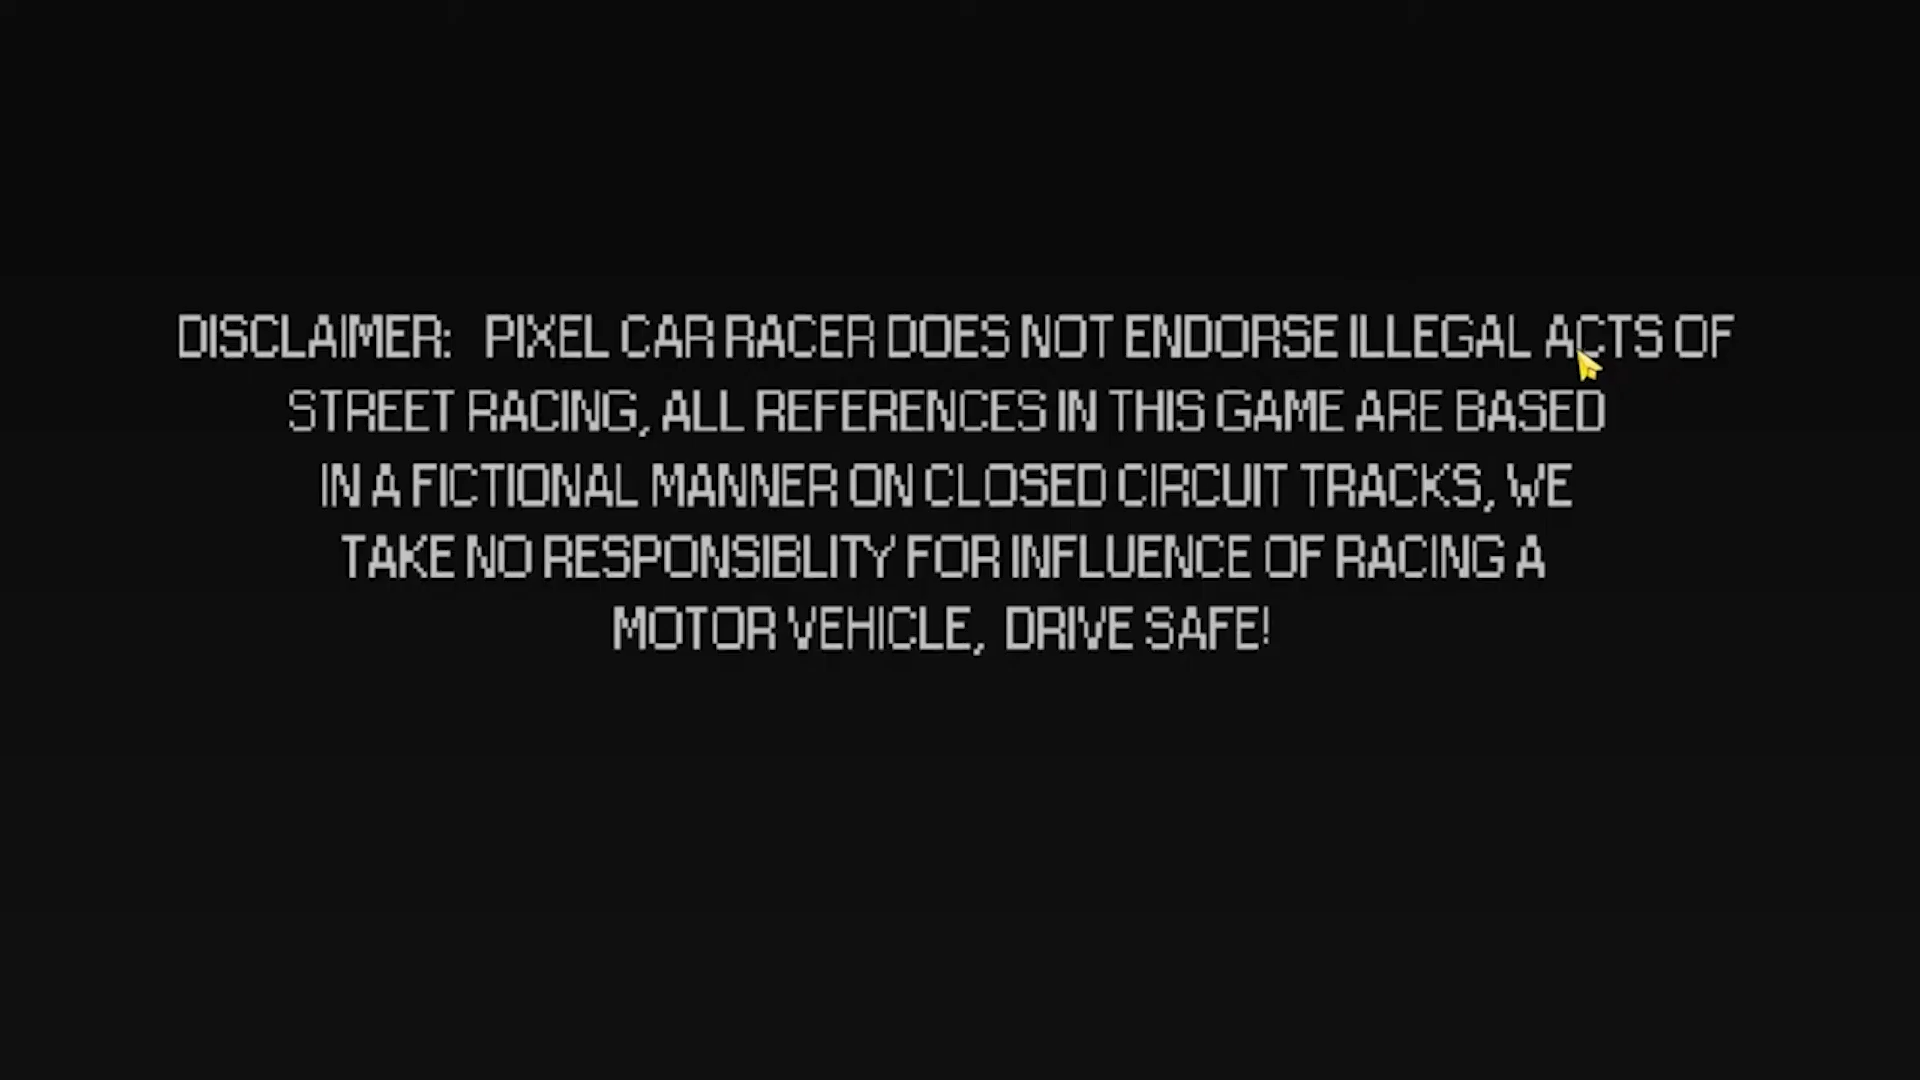 DISCLAIMER: PIXEL CAR RACER DOES NOT ENDORSE ILLEGAL ACTS OF
STREET RACING, ALL REFERENCES IN THIS GAME ARE BASED
IN A FICTIONAL MANNER ON CLOSED CIRCUIT TRACKS, WE
TAKE NO RESPONSIBLITY FOR INFLUENCE OF RACING A
MOTOR VEHICLE, DRIVE SAFE!